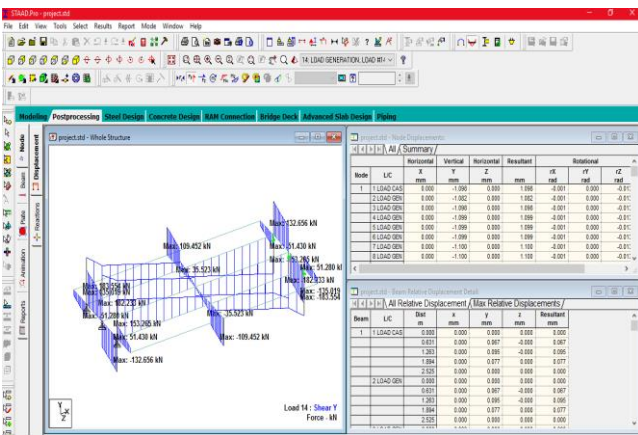 STAAD.Pro - project.std
File Edit View Tools Select Results Report Mode Window Help
14: LOAD GENERATION, LOAD #14
Modeling Postprocessing Steel Design Concrete Design RAM Connection Bridge Deck Advanced Slab Design Piping
Node
Beam
Plate
Animation
Reports
Displacement
Reactions
project.std - Whole Structure
Max: 132.656 kN
Max: 109.452 kN
Max: 51.430 kN
Max: 35.523 kN
Max: 51.280 kN
Max: 35.523 kN
Max: 153.265 kN
Max: 51.430 kN
Max: -109.452 kN
Max: -132.656 kN
Y
X
Z
Load 14 : Shear Y
Force - kN
project.std - Node Displacements:
All Summary
Horizontal Vertical Horizontal Resultant Rotational
Node L/C X mm Y mm Z mm mm rX rad rY rad rZ rad
1 1 LOAD CAS 0.000 -1.098 0.000 1.098 -0.001 0.000
2 LOAD GEN 0.000 -1.082 0.000 1.082 -0.001 0.000
3 LOAD GEN 0.000 -1.098 0.000 1.098 -0.001 0.000
4 LOAD GEN 0.000 -1.099 0.000 1.099 -0.001 0.000
5 LOAD GEN 0.000 -1.099 0.000 1.099 -0.001 0.000
6 LOAD GEN 0.000 -1.099 0.000 1.099 -0.001 0.000
7 LOAD GEN 0.000 -1.100 0.000 1.100 -0.001 0.000
8 LOAD GEN 0.000 -1.100 0.000 1.100 -0.001 0.000
project.std - Beam Relative Displacement Detail:
All Relative Displacement Max Relative Displacements
Beam L/C Dist m x mm y mm z mm Resultant mm
1 1 LOAD CAS 0.000 0.000 0.000 0.000 0.000
0.631 0.000 0.067 -0.000 0.067
1.263 0.000 0.095 -0.000 0.095
1.894 0.000 0.077 0.000 0.077
2.525 0.000 0.000 0.000 0.000
2 LOAD GEN 0.000 0.000 0.000 0.000 0.000
0.631 0.000 0.067 -0.000 0.067
1.263 0.000 0.095 -0.000 0.095
1.894 0.000 0.077 0.000 0.077
2.525 0.000 0.000 0.000 0.000